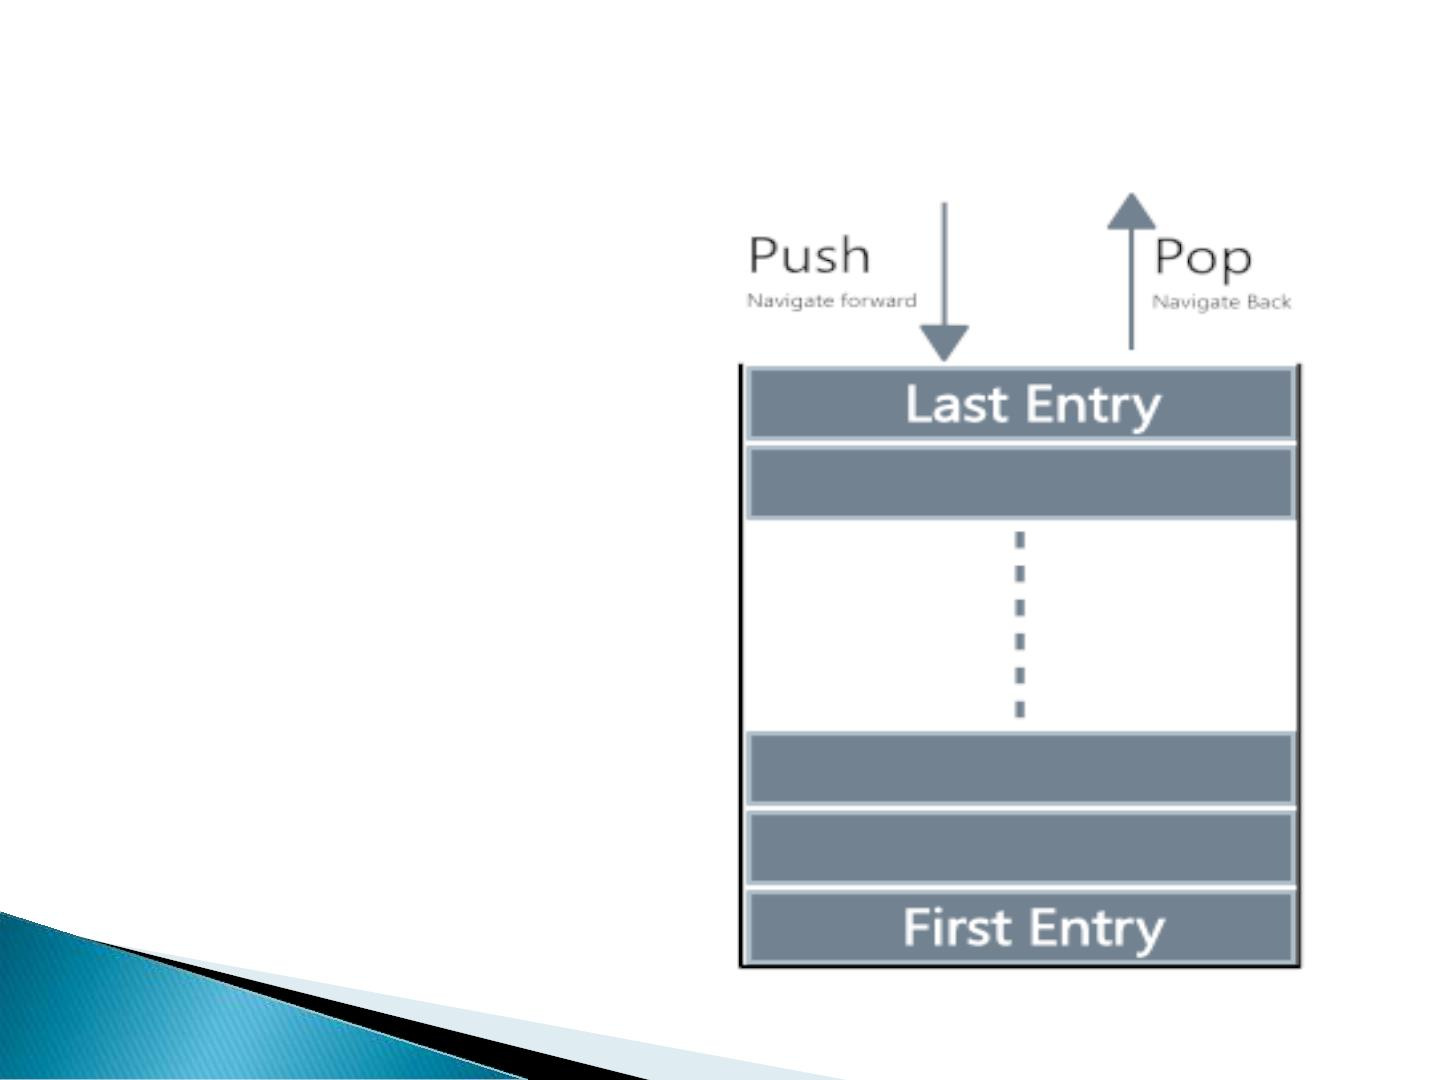 Push
Navigate forward
Pop
Navigate Back
Last Entry
First Entry